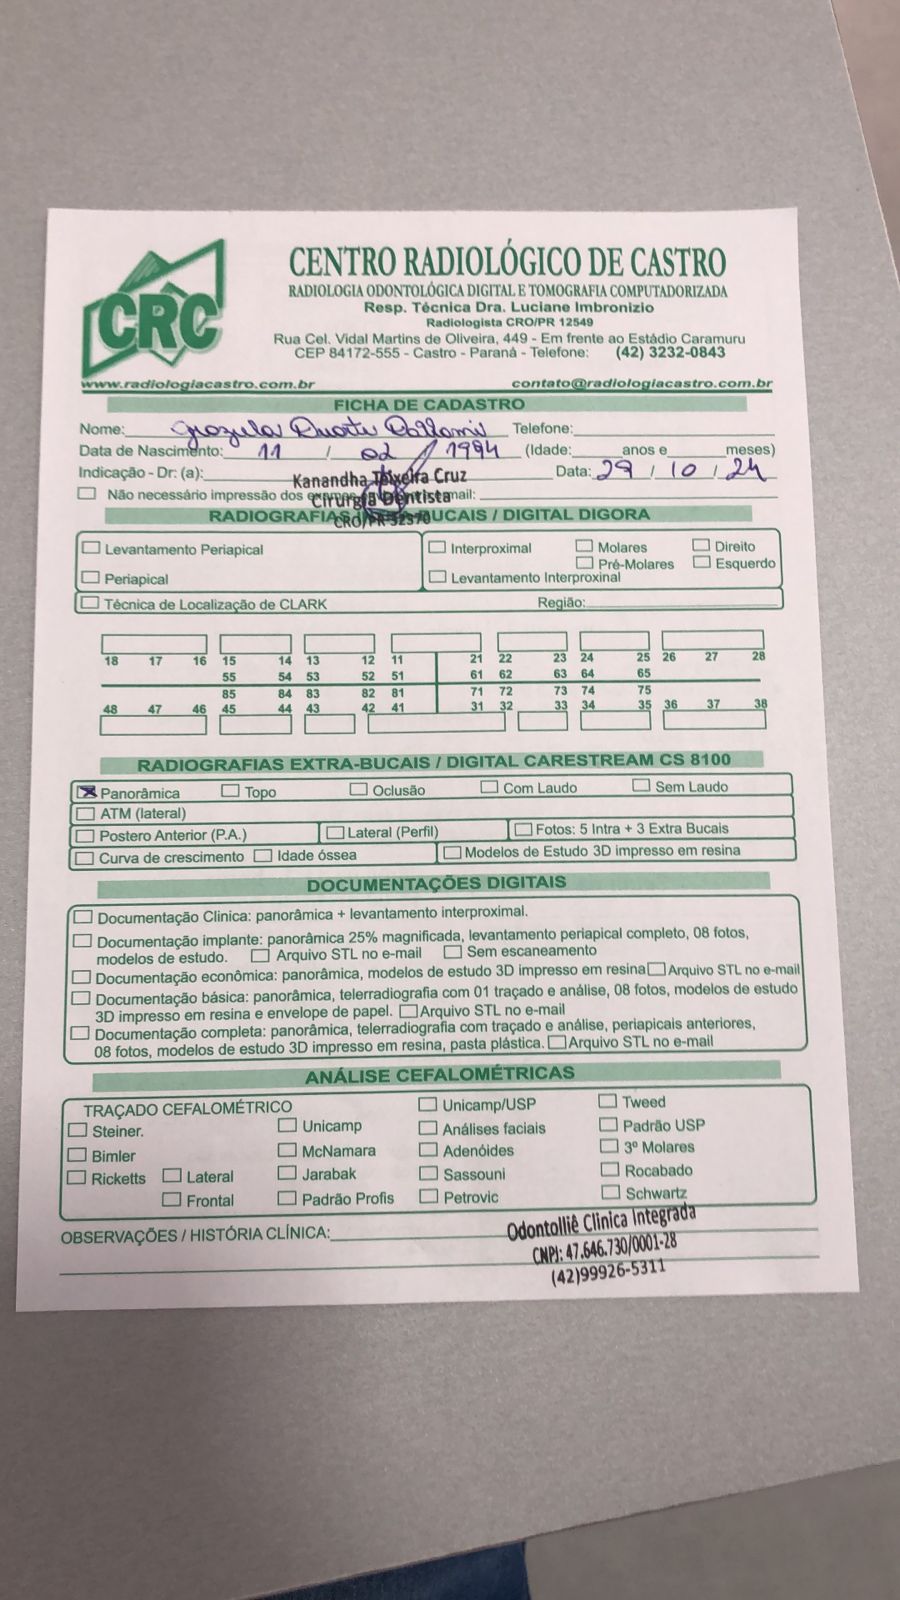 CRC
CENTRO RADIOLÓGICO DE CASTRO
RADIOLOGIA ODONTOLÓGICA DIGITAL E TOMOGRAFIA COMPUTADORIZADA
Resp. Técnica Dra. Luciane Imbronizio
Radiologista CRO/PR 12549
Rua Cel. Vidal Martins de Oliveira, 449 - Em frente ao Estádio Caramuru
CEP 84172-555 - Castro - Paraná - Telefone: (42) 3232-0843
www.radiologiacastro.com.br contato@radiologiacastro.com.br
FICHA DE CADASTRO
Nome: Duarte Telefone:
Data de Nascimento: 11 / 02 / 1994 (Idade: anos e meses)
Indicação - Dr: (a): Kanandha Teixeira Cruz Data: 29 / 10 / 24
Cirurgiã Dentista
CRO/PR 32370
Não necessário impressão dos email:
RADIOGRAFIAS BUCAIS / DIGITAL DIGORA
Levantamento Periapical Interproximal Molares Direito
Pré-Molares Esquerdo
Periapical Levantamento Interproxinal
Técnica de Localização de CLARK Região:
18 17 16 15 14 13 12 11 21 22 23 24 25 26 27 28
55 54 53 52 51 61 62 63 64 65
85 84 83 82 81 71 72 73 74 75
48 47 46 45 44 43 42 41 31 32 33 34 35 36 37 38
RADIOGRAFIAS EXTRA-BUCAIS / DIGITAL CARESTREAM CS 8100
Panorâmica Topo Oclusão Com Laudo Sem Laudo
ATM (lateral)
Postero Anterior (P.A.) Lateral (Perfil) Fotos: 5 Intra + 3 Extra Bucais
Curva de crescimento Idade óssea Modelos de Estudo 3D impresso em resina
DOCUMENTAÇÕES DIGITAIS
Documentação Clinica: panorâmica + levantamento interproximal.
Documentação implante: panorâmica 25% magnificada, levantamento periapical completo, 08 fotos,
modelos de estudo. Arquivo STL no e-mail Sem escaneamento
Documentação econômica: panorâmica, modelos de estudo 3D impresso em resina Arquivo STL no e-mail
Documentação básica: panorâmica, telerradiografia com 01 traçado e análise, 08 fotos, modelos de estudo
3D impresso em resina e envelope de papel. Arquivo STL no e-mail
Documentação completa: panorâmica, telerradiografia com traçado e análise, periapicais anteriores,
08 fotos, modelos de estudo 3D impresso em resina, pasta plástica. Arquivo STL no e-mail
ANÁLISE CEFALOMÉTRICAS
TRAÇADO CEFALOMÉTRICO Unicamp/USP Tweed
Steiner. Unicamp Análises faciais Padrão USP
Bimler McNamara Adenóides 3º Molares
Ricketts Lateral Jarabak Sassouni Rocabado
Frontal Padrão Profis Petrovic Schwartz
OBSERVAÇÕES / HISTÓRIA CLÍNICA:
Odontolliê Clinica Integrada
CNPJ: 47.646.730/0001-28
(42)99926-5311